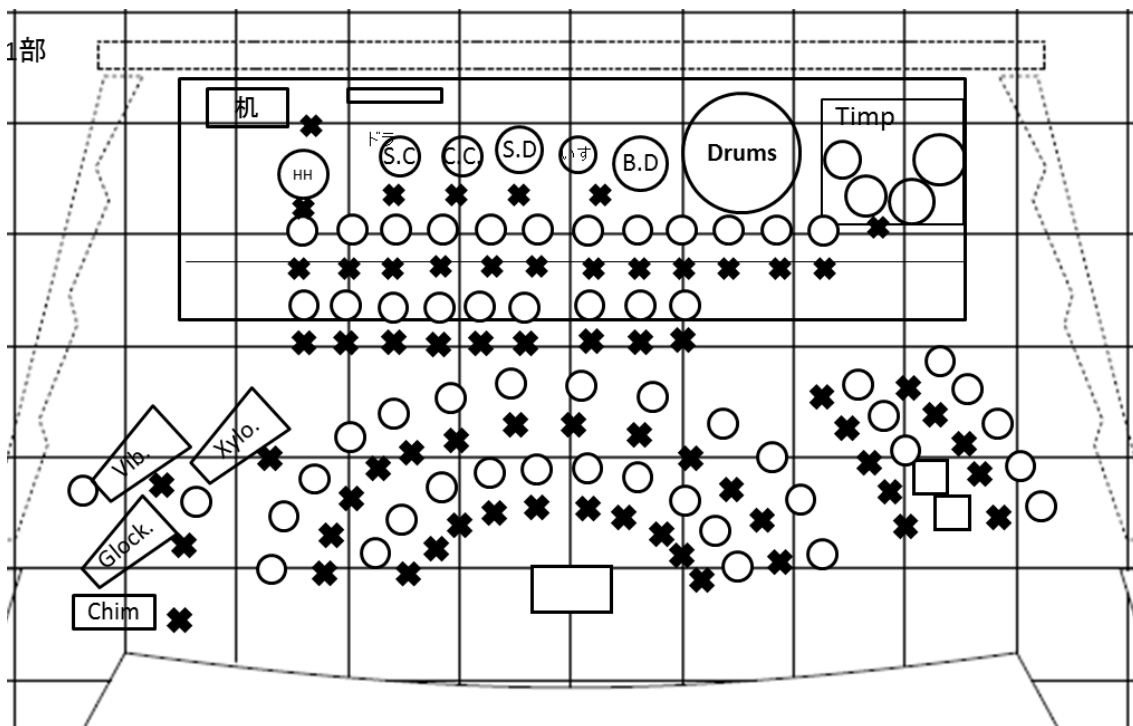 1部
机
ドラ
S.C
C.C.
S.D
いす
B.D
Drums
Timp
HH
Xylo.
Vib.
Glock.
Chim